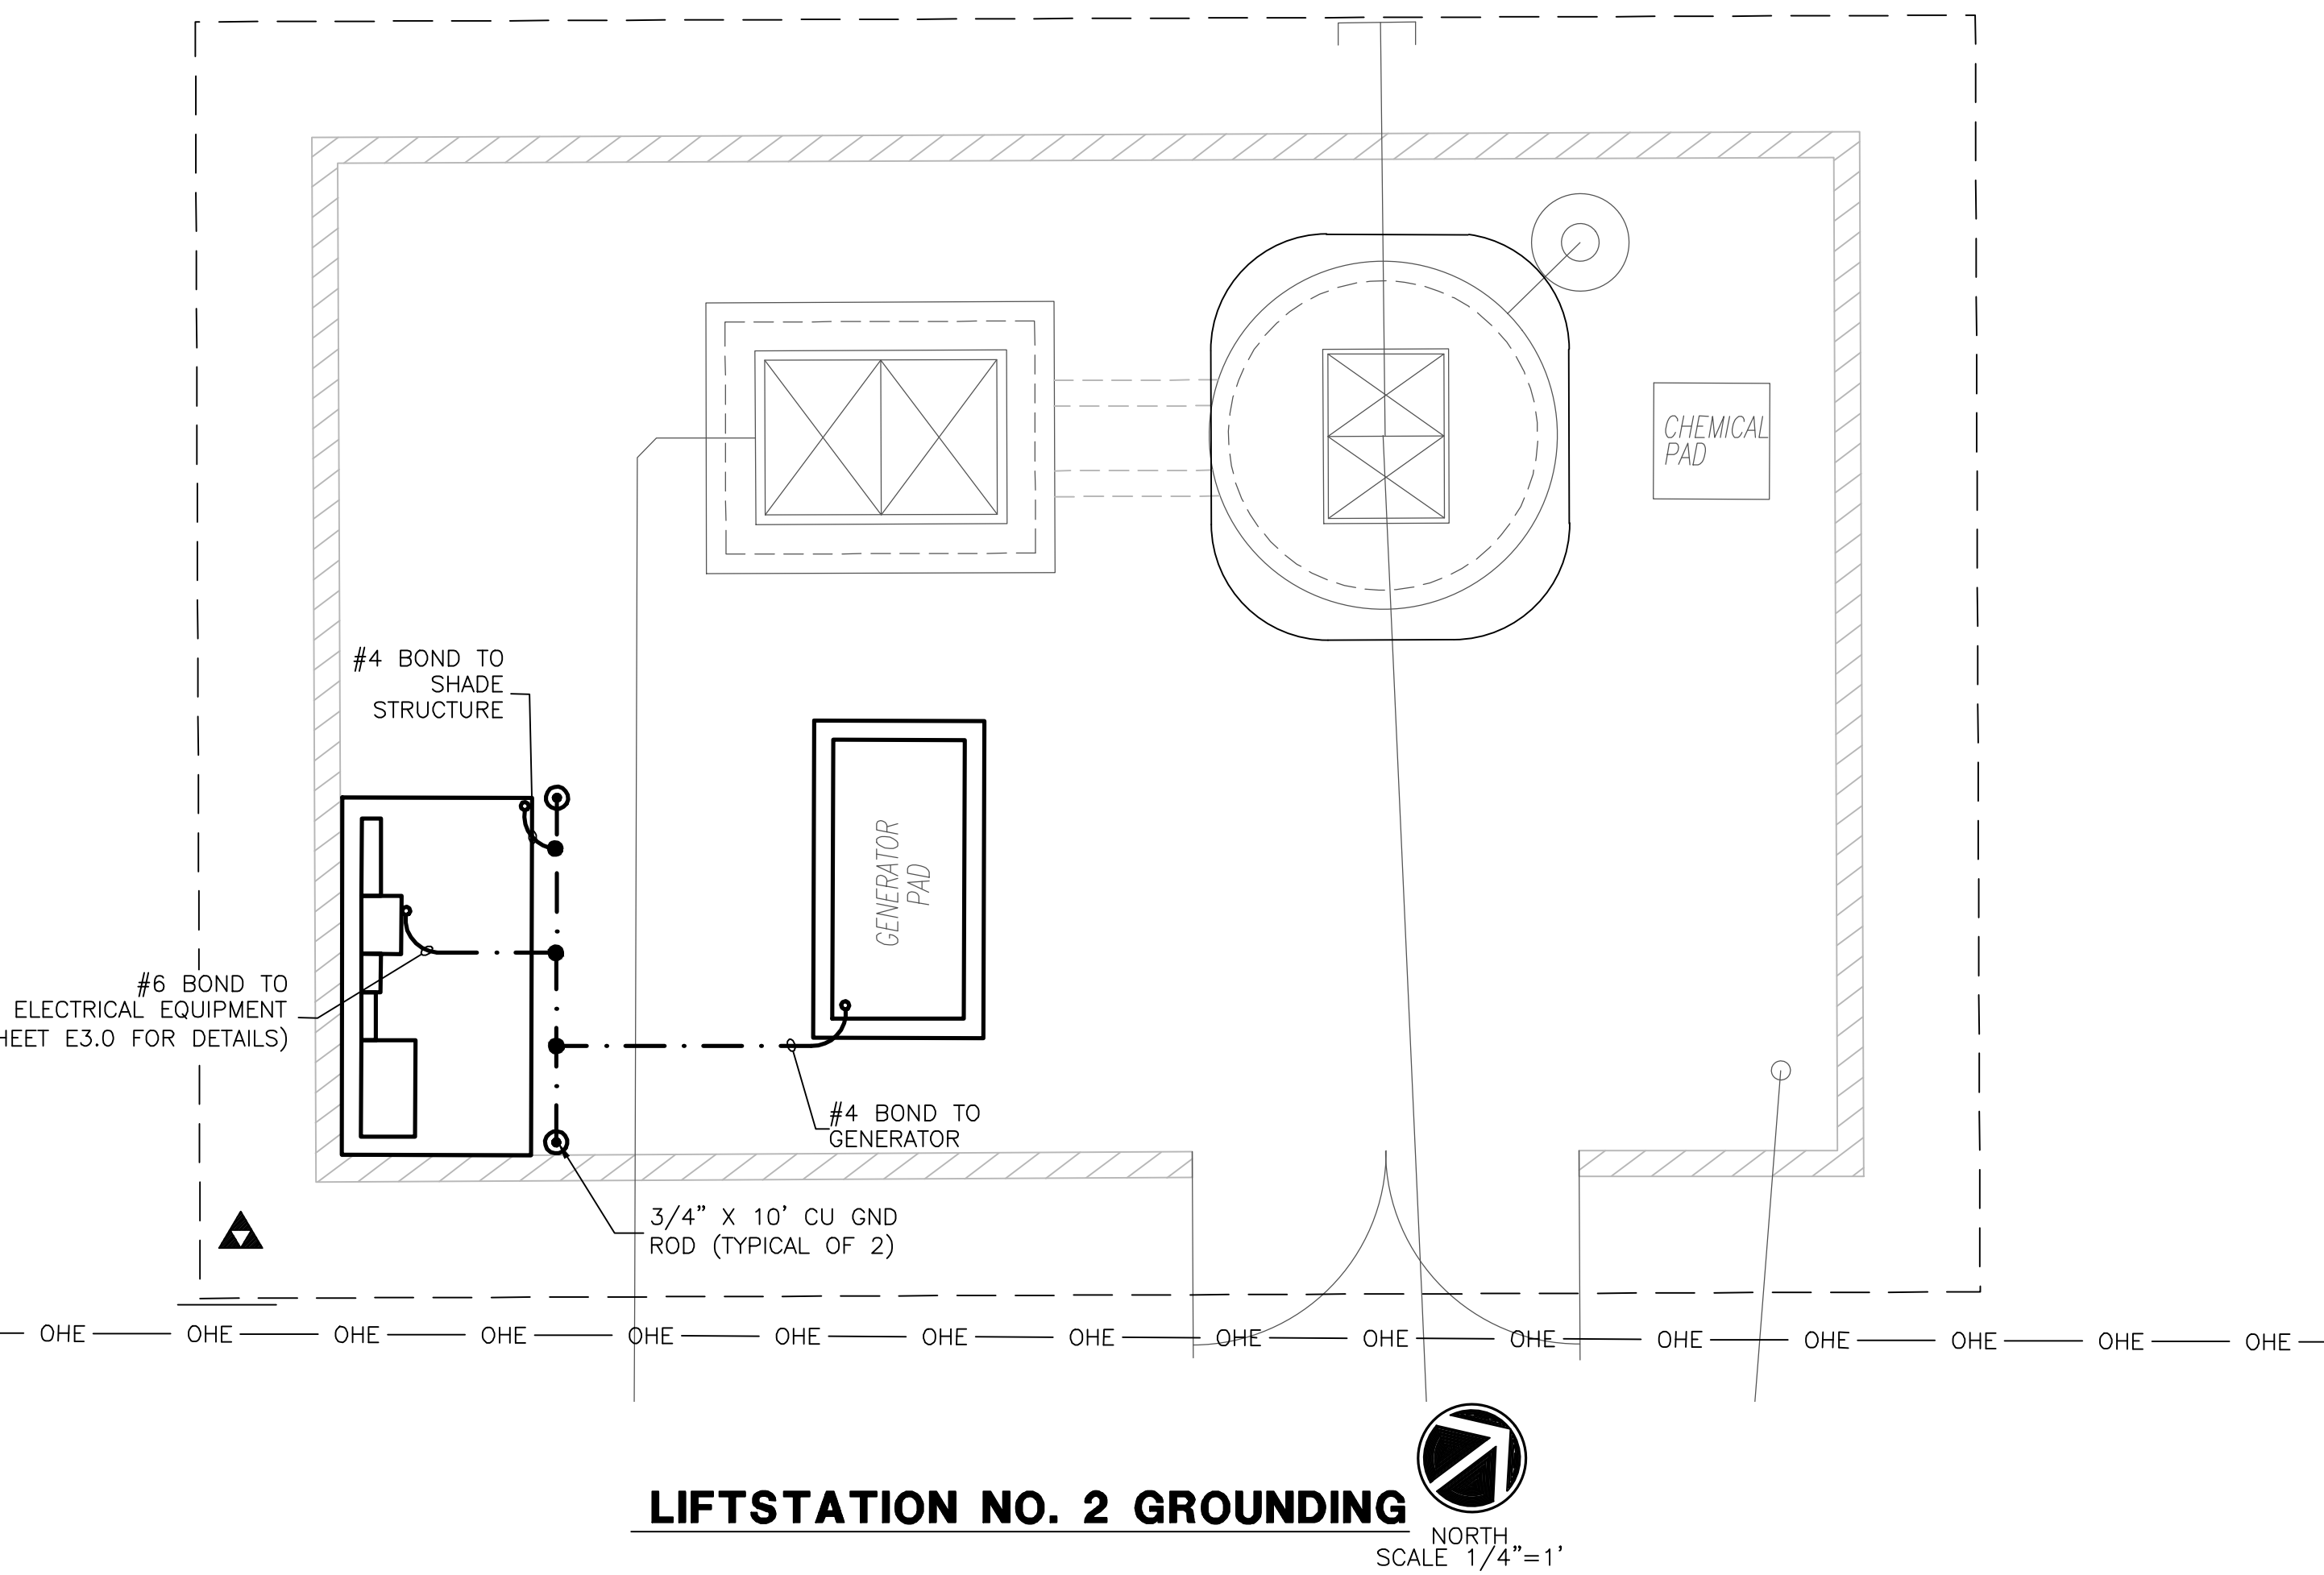 CHEMICAL
PAD
#4 BOND TO
SHADE
STRUCTURE
GENERATOR
PAD
#6 BOND TO
ELECTRICAL EQUIPMENT
E3.0 FOR DETAILS)
#4 BOND TO
GENERATOR
3/4" X 10' CU GND
ROD (TYPICAL OF 2)
OHE OHE OHE OHE OHE OHE OHE OHE OHE OHE OHE OHE OHE OHE OHE OHE
LIFTSTATION NO. 2 GROUNDING
NORTH
SCALE 1/4"=1'